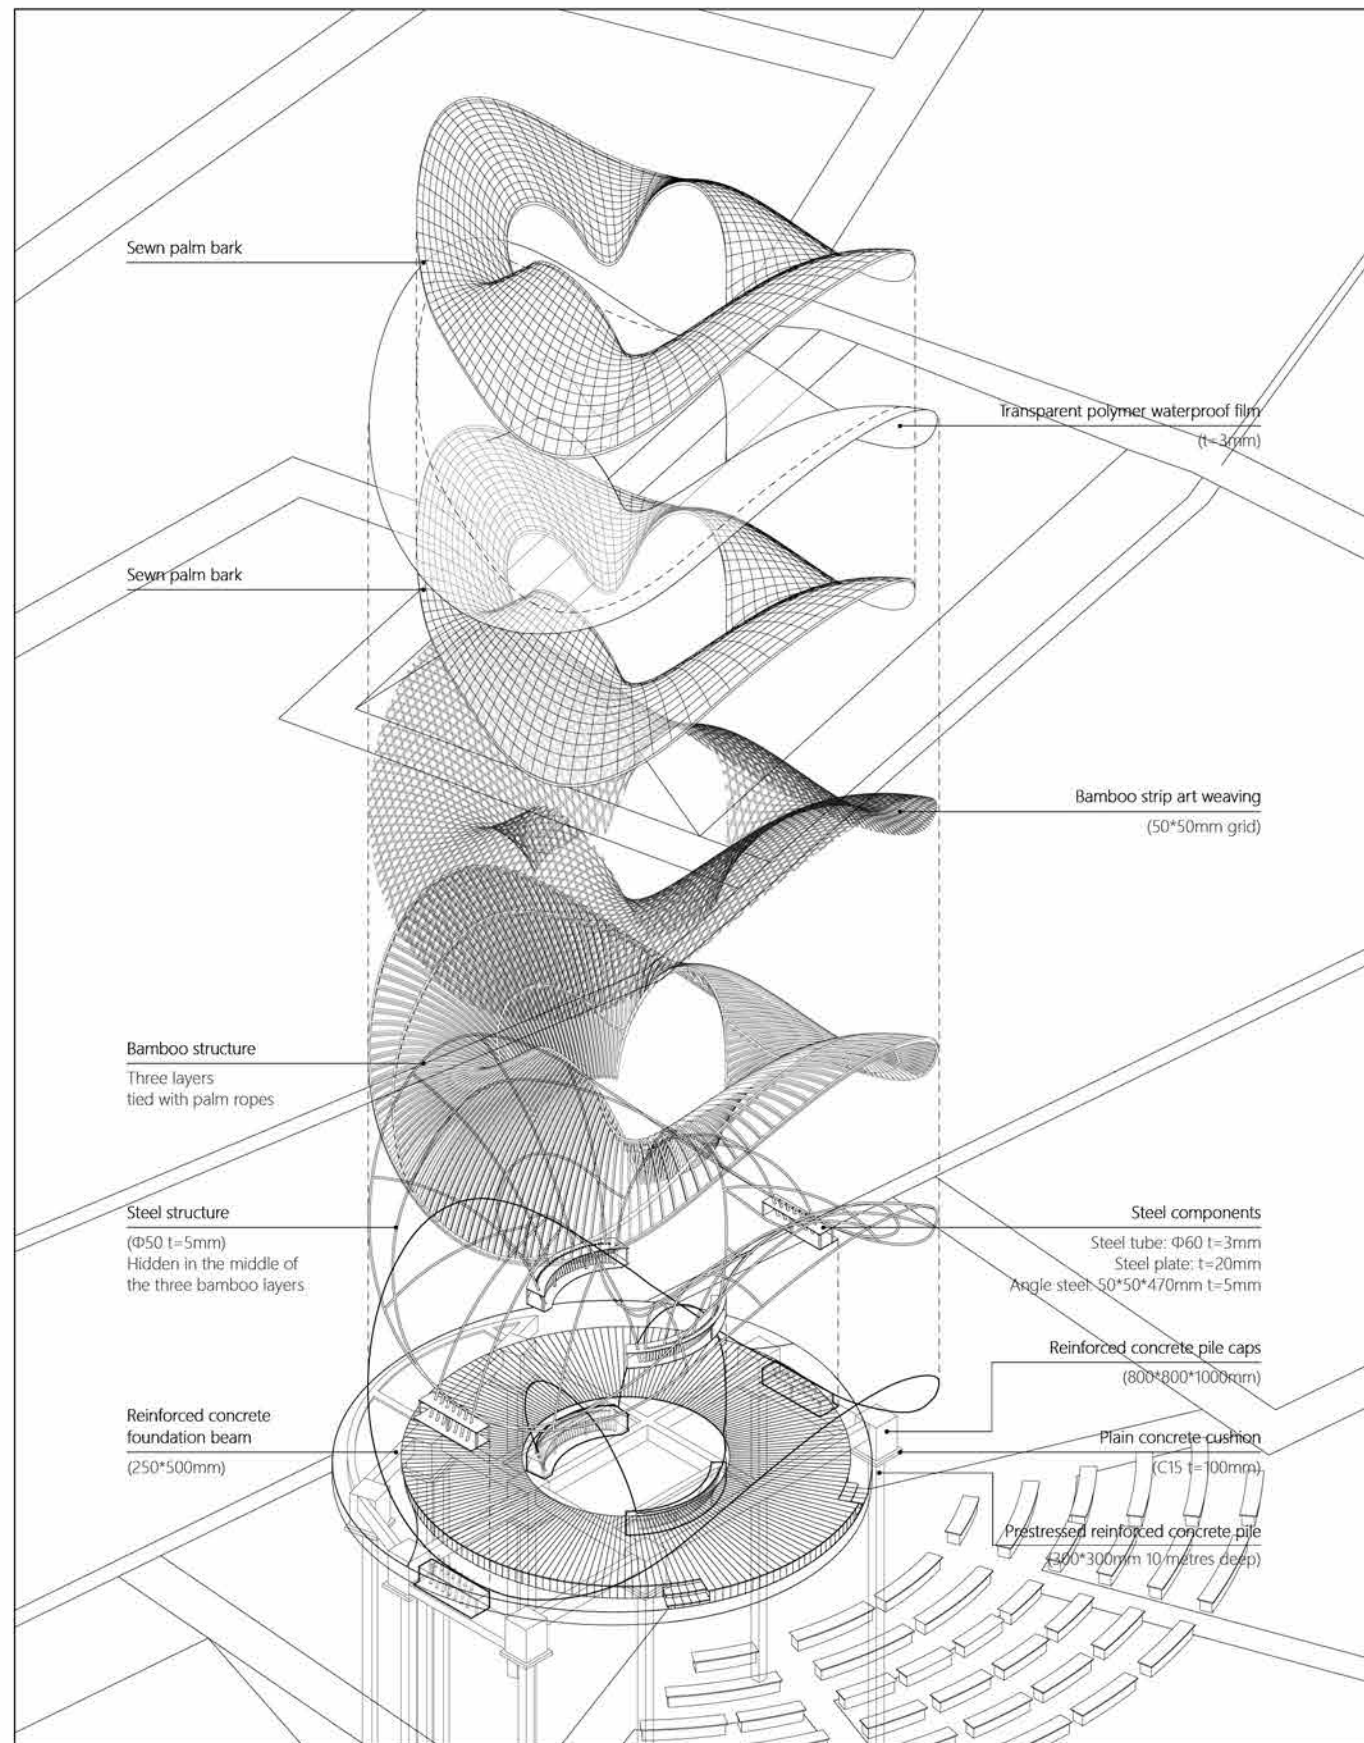 Sewn palm bark
Transparent polymer waterproof film
(t=3mm)
Sewn palm bark
Bamboo strip art weaving
(50*50mm grid)
Bamboo structure
Three layers
tied with palm ropes
Steel structure
(Φ50 t=5mm)
Hidden in the middle of
the three bamboo layers
Steel components
Steel tube: Φ60 t=3mm
Steel plate: t=20mm
Angle steel: 50*50*470mm t=5mm
Reinforced concrete pile caps
(800*800*1000mm)
Reinforced concrete
foundation beam
(250*500mm)
Plain concrete cushion
(C15 t=100mm)
Prestressed reinforced concrete pile
(300*300mm 10 metres deep)